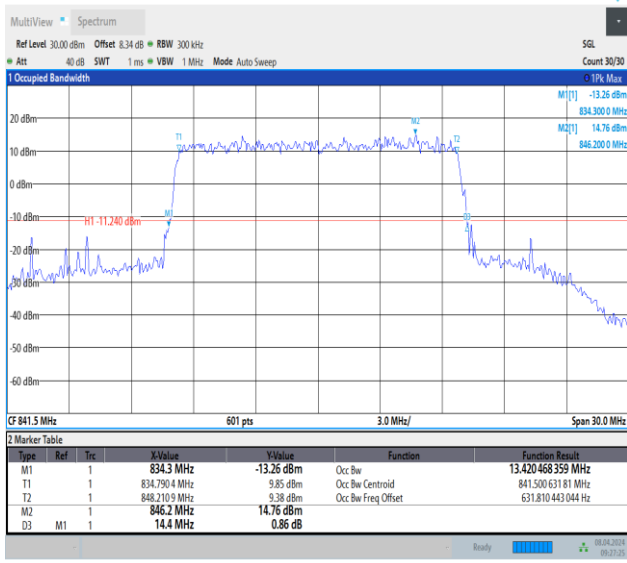 MultiView Spectrum
Ref Level 30.00 dBm Offset 8.34 dB RBW 300 kHz SGL
Att 40 dB SWT 1 ms VBW 1 MHz Mode Auto Sweep Count 30/30
1 Occupied Bandwidth 1Pk Max
M1[1] -13.26 dBm
834.300 0 MHz
M2[1] 14.76 dBm
846.200 0 MHz
20 dBm
M2
T1 T2
10 dBm
0 dBm
-10 dBm
M1 D3
H1 -11.240 dBm
-20 dBm
-30 dBm
-40 dBm
-50 dBm
-60 dBm
CF 841.5 MHz 601 pts 3.0 MHz/ Span 30.0 MHz
2 Marker Table
Type Ref Trc X-Value Y-Value Function Function Result
M1 1 834.3 MHz -13.26 dBm Occ Bw 13.420 468 359 MHz
T1 1 834.790 4 MHz 9.85 dBm Occ Bw Centroid 841.500 631 81 MHz
T2 1 848.210 9 MHz 9.38 dBm Occ Bw Freq Offset 631.810 443 044 Hz
M2 1 846.2 MHz 14.76 dBm
D3 M1 1 14.4 MHz 0.86 dB
Ready 08.04.2024
09:27:25